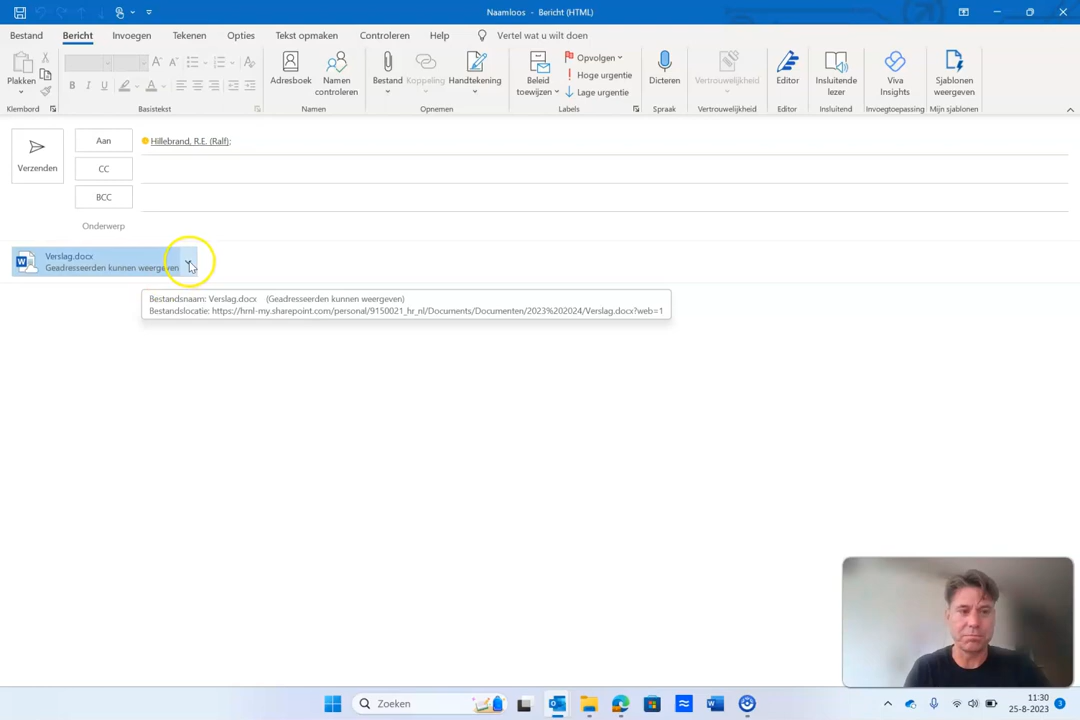 Naamloos - Bericht (HTML)
Bestand Bericht Invoegen Tekenen Opties Tekst opmaken Controleren Help Vertel wat u wilt doen
Plakken
B I U A
Adresboek
Namen controleren
Bestand
Koppeling
Handtekening
Beleid toewijzen
Opvolgen
Hoge urgentie
Lage urgentie
Dicteren
Vertrouwelijkheid
Editor
Insluitende lezer
Viva Insights
Sjablonen weergeven
Klembord Basistekst Namen Opnemen Labels Spraak Vertrouwelijkheid Editor Insluitend Invoegtoepassing Mijn sjablonen
Verzenden
Aan Hillebrand, R.E. (Ralf);
CC
BCC
Onderwerp
Verslag.docx
Geadresseerden kunnen weergeven
Bestandsnaam: Verslag.docx (Geadresseerden kunnen weergeven)
Bestandslocatie: https://hrnl-my.sharepoint.com/personal/9150021_hr_nl/Documents/Documenten/2023%202024/Verslag.docx?web=1
Zoeken
11:30
25-8-2023
3